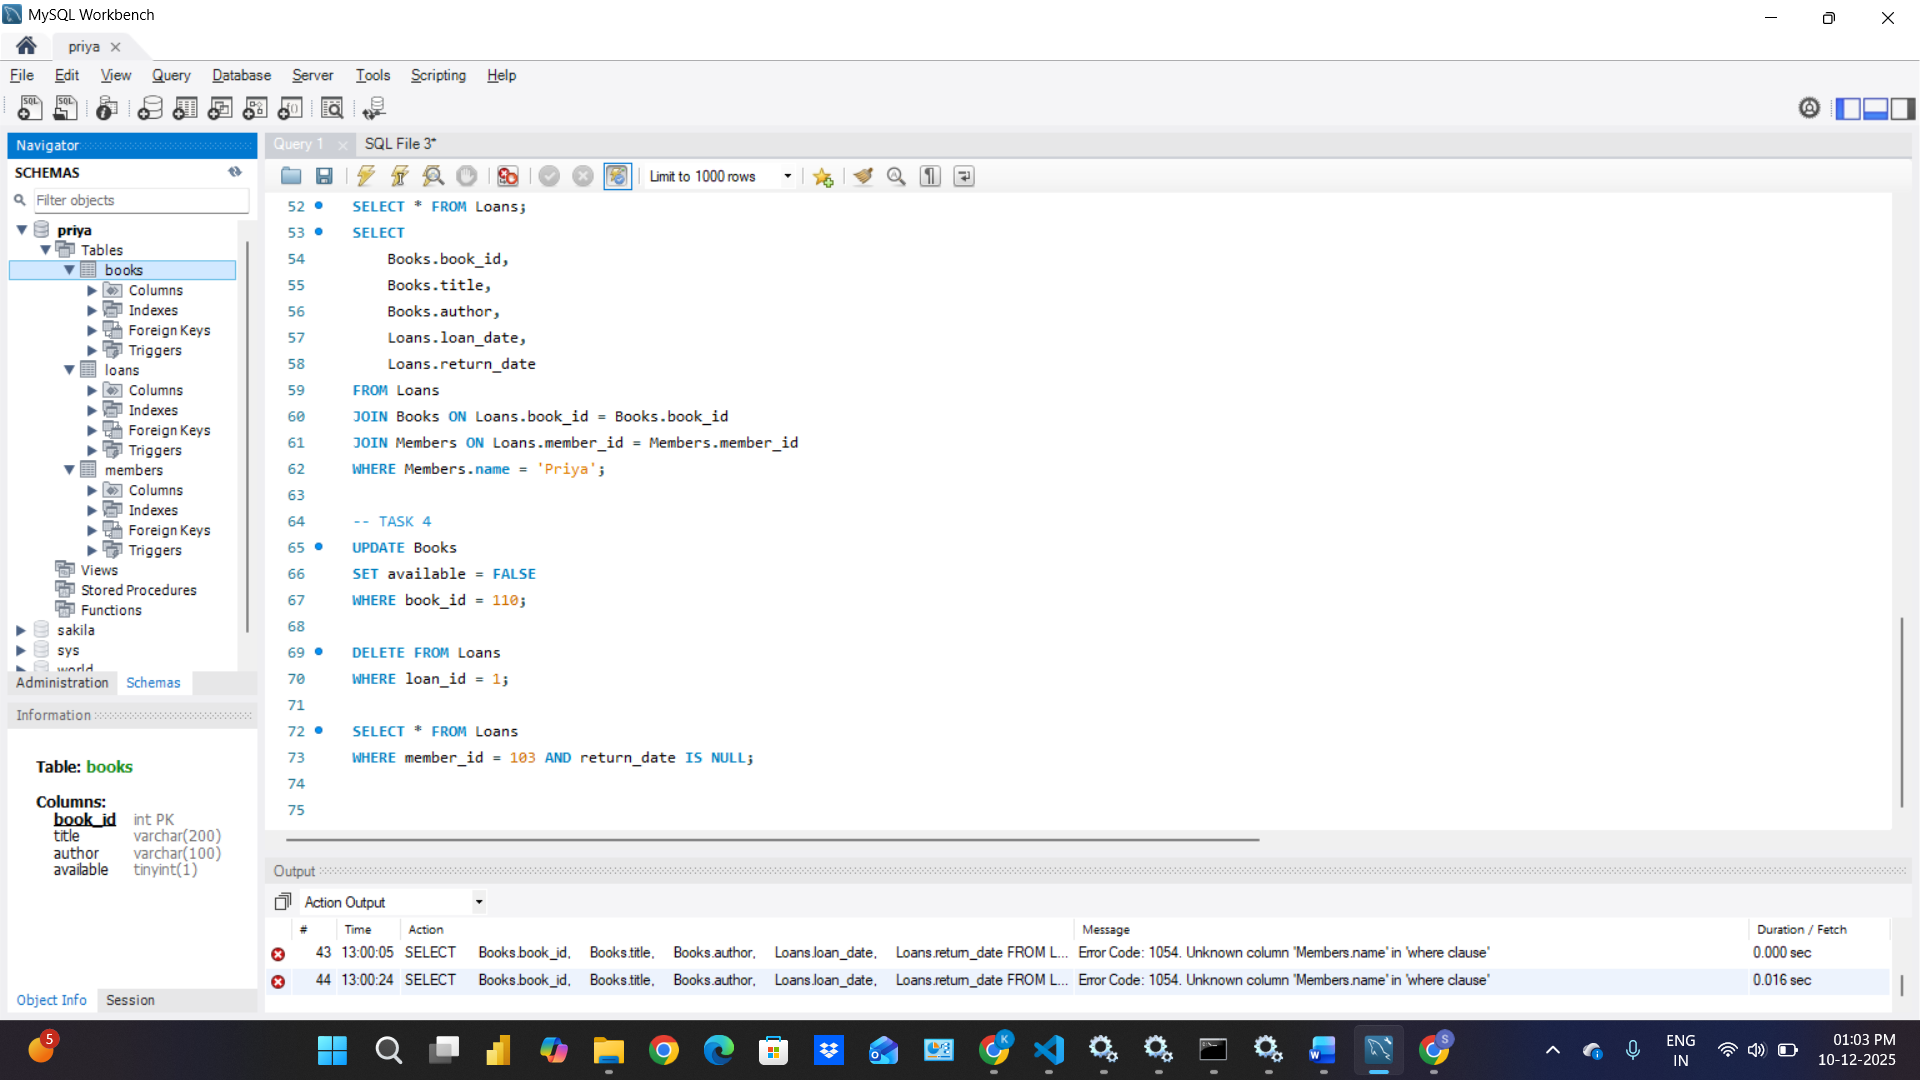 MySQL Workbench
priya
File Edit View Query Database Server Tools Scripting Help
Navigator
SCHEMAS
Filter objects
priya
Tables
books
Columns
Indexes
Foreign Keys
Triggers
loans
Columns
Indexes
Foreign Keys
Triggers
members
Columns
Indexes
Foreign Keys
Triggers
Views
Stored Procedures
Functions
sakila
sys
world
Administration Schemas
Information
Table: books
Columns:
book_id int PK
title varchar(200)
author varchar(100)
available tinyint(1)
Object Info Session
Query 1 SQL File 3*
Limit to 1000 rows
52 SELECT * FROM Loans;
53 SELECT
54 Books.book_id,
55 Books.title,
56 Books.author,
57 Loans.loan_date,
58 Loans.return_date
59 FROM Loans
60 JOIN Books ON Loans.book_id = Books.book_id
61 JOIN Members ON Loans.member_id = Members.member_id
62 WHERE Members.name = 'Priya';
63
64 -- TASK 4
65 UPDATE Books
66 SET available = FALSE
67 WHERE book_id = 110;
68
69 DELETE FROM Loans
70 WHERE loan_id = 1;
71
72 SELECT * FROM Loans
73 WHERE member_id = 103 AND return_date IS NULL;
74
75
Output
Action Output
# Time Action Message Duration / Fetch
43 13:00:05 SELECT Books.book_id, Books.title, Books.author, Loans.loan_date, Loans.return_date FROM L... Error Code: 1054. Unknown column 'Members.name' in 'where clause' 0.000 sec
44 13:00:24 SELECT Books.book_id, Books.title, Books.author, Loans.loan_date, Loans.return_date FROM L... Error Code: 1054. Unknown column 'Members.name' in 'where clause' 0.016 sec
5
K
S
ENG
IN
01:03 PM
10-12-2025